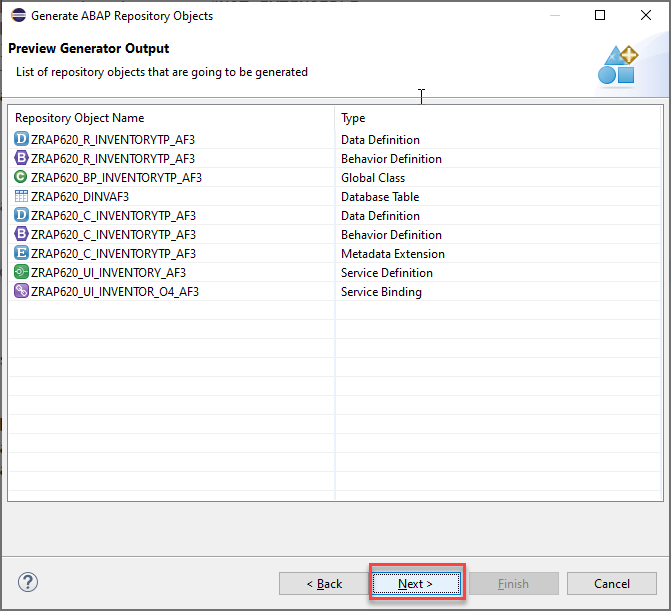 Generate ABAP Repository Objects
Preview Generator Output
List of repository objects that are going to be generated
Repository Object Name Type
D ZRAP620_R_INVENTORYTP_AF3 Data Definition
B ZRAP620_R_INVENTORYTP_AF3 Behavior Definition
C ZRAP620_BP_INVENTORYTP_AF3 Global Class
ZRAP620_DINVAF3 Database Table
D ZRAP620_C_INVENTORYTP_AF3 Data Definition
B ZRAP620_C_INVENTORYTP_AF3 Behavior Definition
E ZRAP620_C_INVENTORYTP_AF3 Metadata Extension
ZRAP620_UI_INVENTORY_AF3 Service Definition
ZRAP620_UI_INVENTOR_O4_AF3 Service Binding
? < Back Next > Finish Cancel